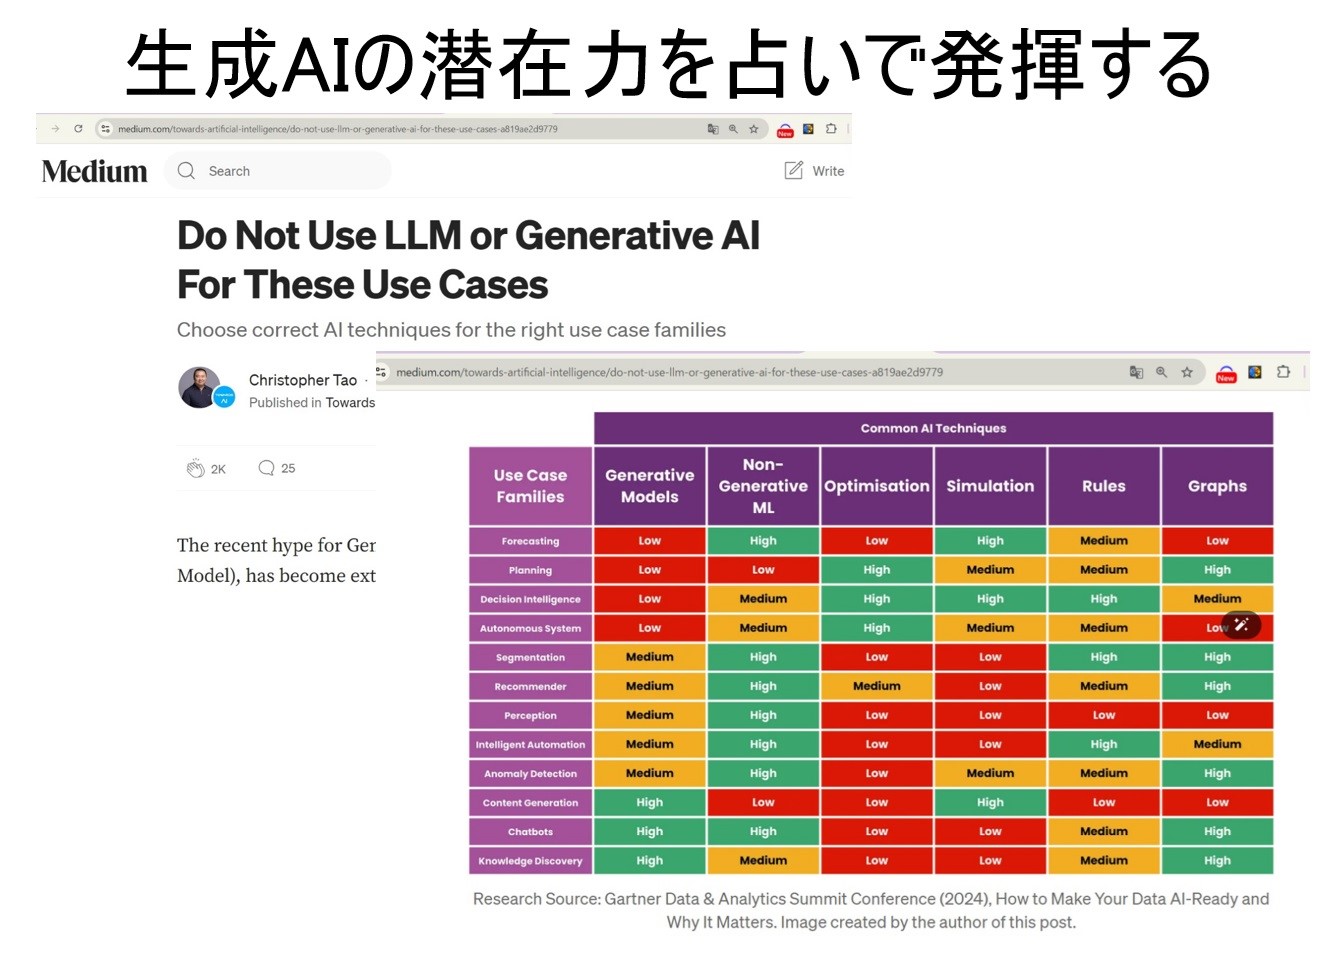 生成AIの潜在力を占いで発揮する
medium.com/towards-artificial-intelligence/do-not-use-llm-or-generative-ai-for-these-use-cases-a819ae2d9779
New
Medium
Search
Write
Do Not Use LLM or Generative AI
For These Use Cases
Choose correct AI techniques for the right use case families
Christopher Tao ·
Published in Towards
2K 25
The recent hype for Ger
Model), has become ext
medium.com/towards-artificial-intelligence/do-not-use-llm-or-generative-ai-for-these-use-cases-a819ae2d9779
New
Common AI Techniques
Use Case Families Generative Models Non-Generative ML Optimisation Simulation Rules Graphs
Forecasting Low High Low High Medium Low
Planning Low Low High Medium Medium High
Decision Intelligence Low Medium High High High Medium
Autonomous System Low Medium High Medium Medium Low
Segmentation Medium High Low Low High High
Recommender Medium High Medium Low Medium High
Perception Medium High Low Low Low Low
Intelligent Automation Medium High Low Low High Medium
Anomaly Detection Medium High Low Medium Medium High
Content Generation High Low Low High Low Low
Chatbots High High Low Low Medium High
Knowledge Discovery High Medium Low Low Medium High
Research Source: Gartner Data & Analytics Summit Conference (2024), How to Make Your Data AI-Ready and
Why It Matters. Image created by the author of this post.